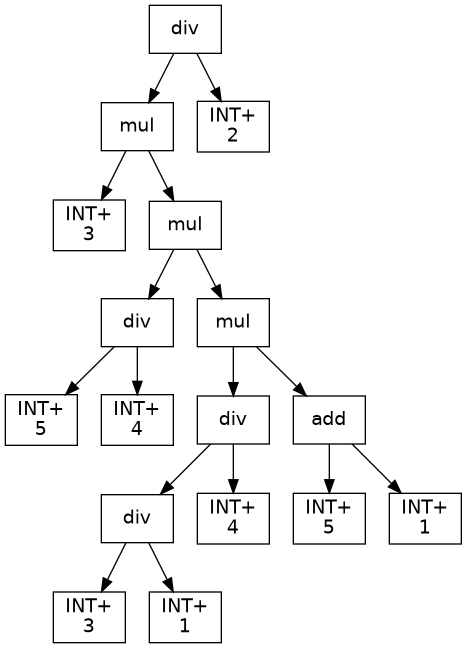 div
mul
INT+
2
INT+
3
mul
div
mul
INT+
5
INT+
4
div
add
div
INT+
4
INT+
5
INT+
1
INT+
3
INT+
1